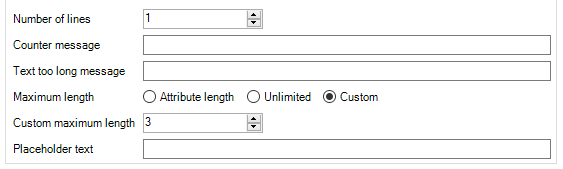 Number of lines 1
Counter message
Text too long message
Maximum length Attribute length Unlimited Custom
Custom maximum length 3
Placeholder text